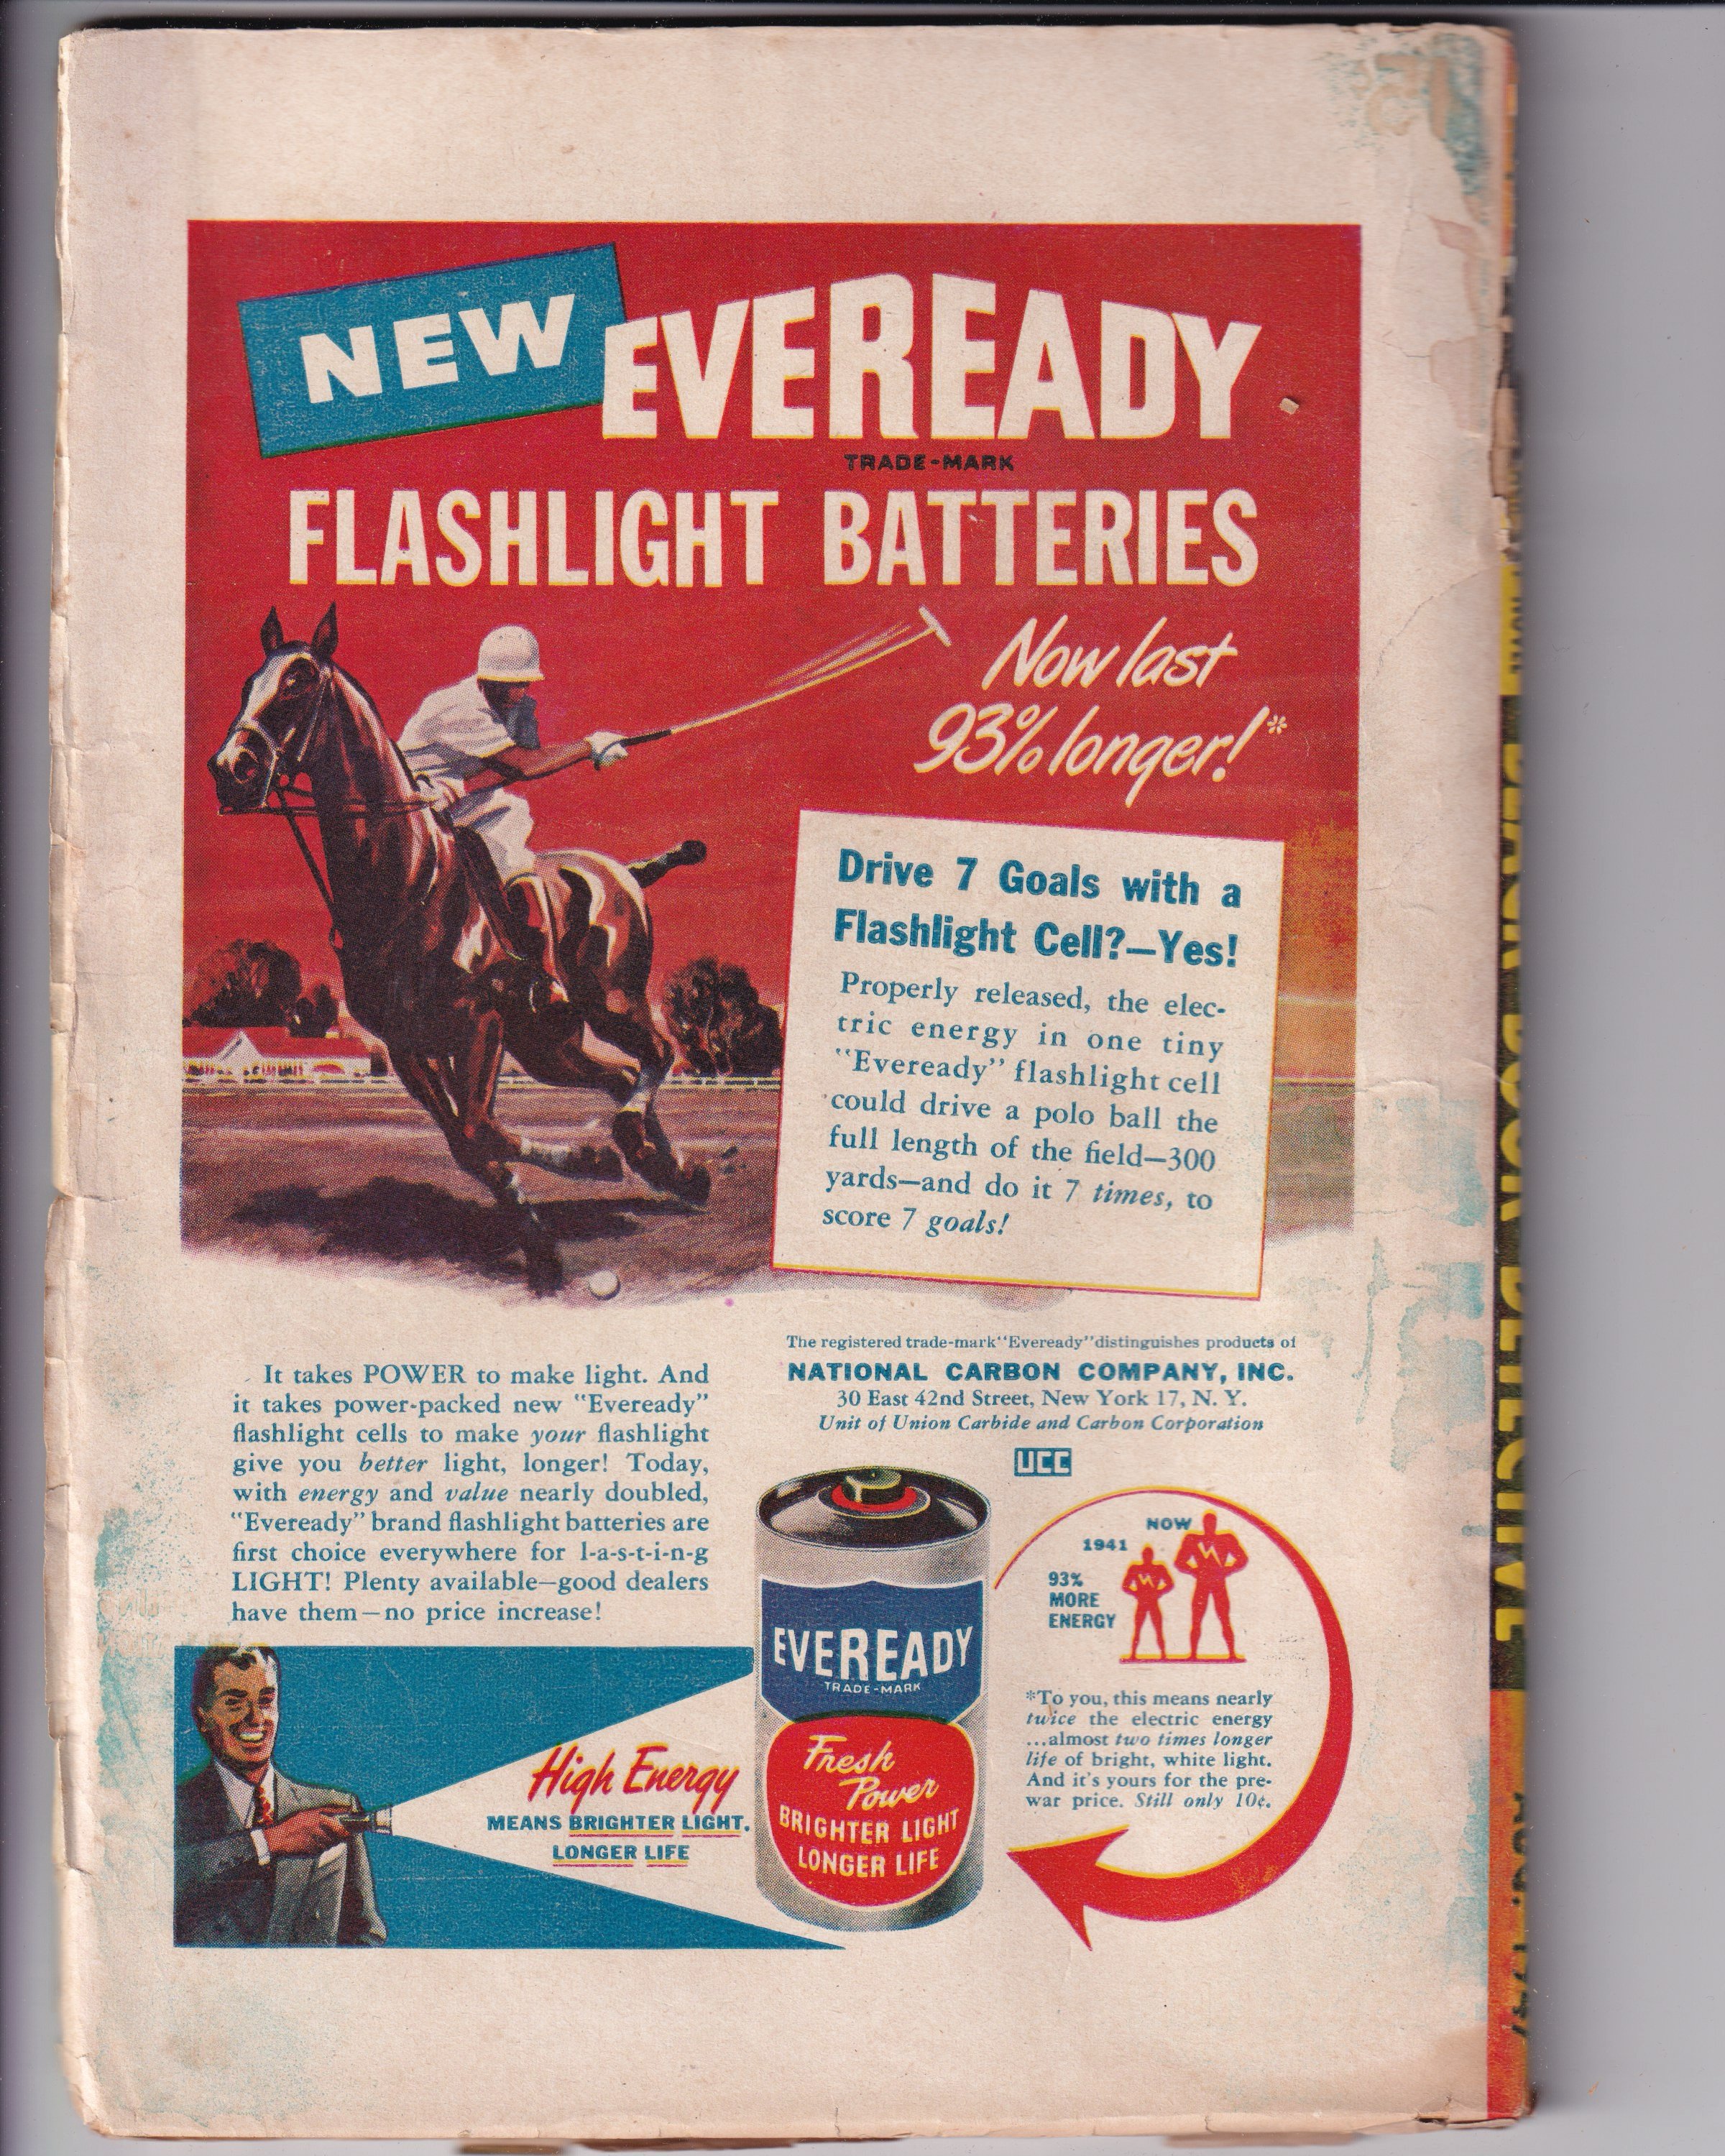 NEW EVEREADY
TRADE-MARK
FLASHLIGHT BATTERIES
Now last
93% longer!*
Drive 7 Goals with a
Flashlight Cell?—Yes!
Properly released, the elec-
tric energy in one tiny
"Eveready" flashlight cell
could drive a polo ball the
full length of the field—300
yards—and do it 7 times, to
score 7 goals!
The registered trade-mark "Eveready" distinguishes products of
NATIONAL CARBON COMPANY, INC.
30 East 42nd Street, New York 17, N. Y.
Unit of Union Carbide and Carbon Corporation
UCC
It takes POWER to make light. And
it takes power-packed new "Eveready"
flashlight cells to make your flashlight
give you better light, longer! Today,
with energy and value nearly doubled,
"Eveready" brand flashlight batteries are
first choice everywhere for l-a-s-t-i-n-g
LIGHT! Plenty available—good dealers
have them—no price increase!
High Energy
MEANS BRIGHTER LIGHT.
LONGER LIFE
EVEREADY
TRADE-MARK
Fresh
Power
BRIGHTER LIGHT
LONGER LIFE
NOW
1941
93%
MORE
ENERGY
*To you, this means nearly
twice the electric energy
...almost two times longer
life of bright, white light.
And it's yours for the pre-
war price. Still only 10¢.
BLACK BOOK DETECTIVE